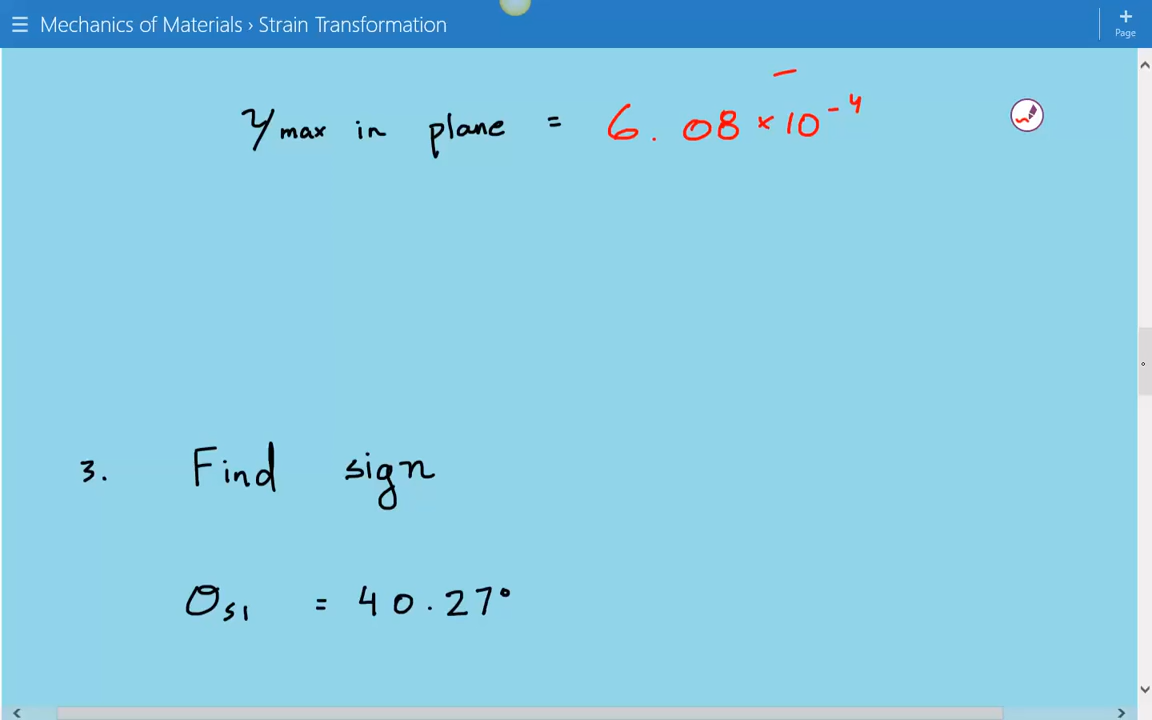 Mechanics of Materials › Strain Transformation
Page
γmax in plane = 6.08 × 10⁻⁴
3. Find sign
θs1 = 40.27°